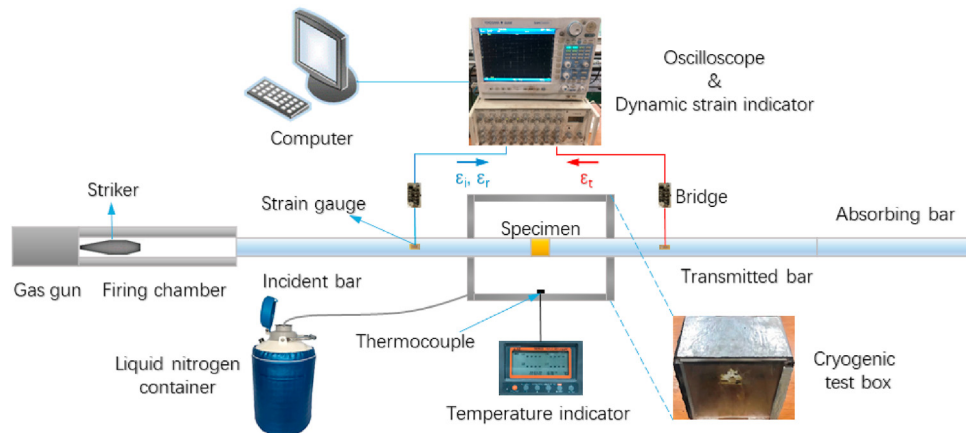 Oscilloscope
&
Dynamic strain indicator
Computer
εi, εr
εt
Striker
Strain gauge
Bridge
Specimen
Absorbing bar
Gas gun
Firing chamber
Incident bar
Transmitted bar
Thermocouple
Liquid nitrogen
container
Cryogenic
test box
Temperature indicator